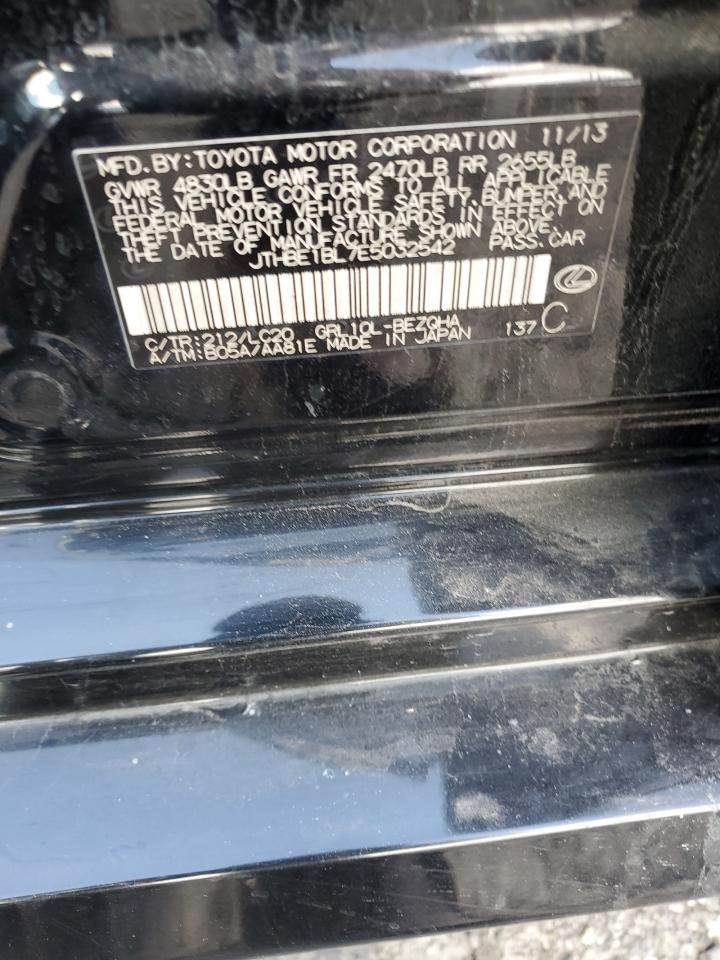 MFD.BY:TOYOTA MOTOR CORPORATION 11/13
GVWR 4830LB GAWR FR 2470LB RR 2655LB
THIS VEHICLE CONFORMS TO ALL APPLICABLE
FEDERAL MOTOR VEHICLE SAFETY,BUMPER,AND
THEFT PREVENTION STANDARDS IN EFFECT ON
THE DATE OF MANUFACTURE SHOWN ABOVE.
JTHBE1BL7E5032542 PASS.CAR
C/TR:212/LC20 GRL10L-BEZQHA
A/TM:B05A/AA81E MADE IN JAPAN 137 C